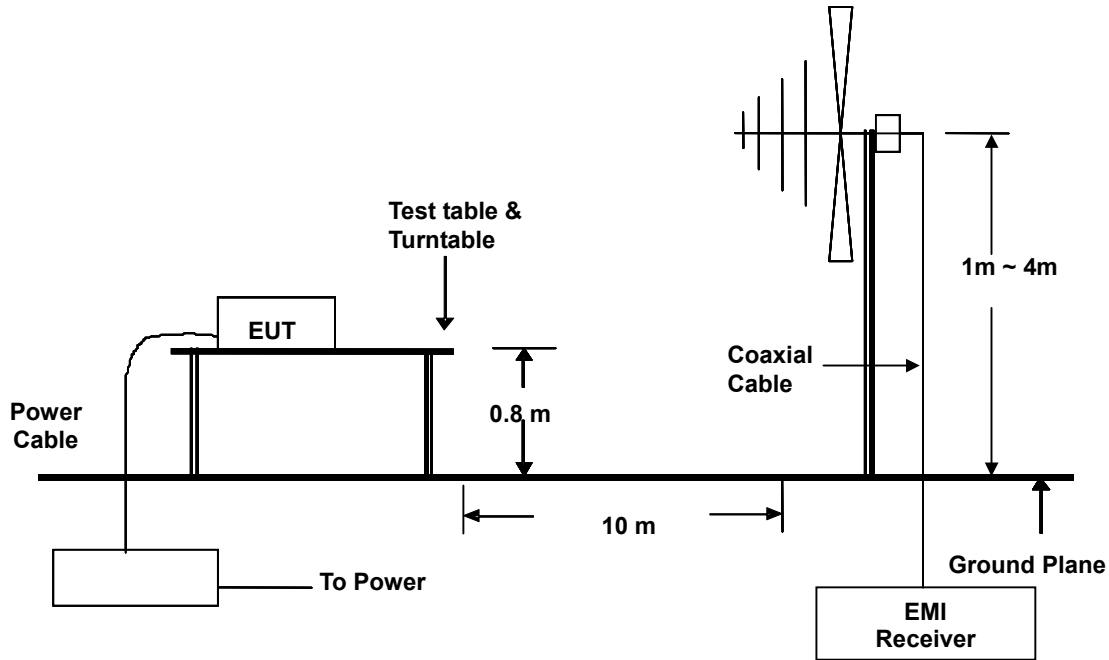 Test table &
Turntable
EUT
1m ~ 4m
Coaxial
Cable
0.8 m
Power
Cable
10 m
To Power
Ground Plane
EMI
Receiver